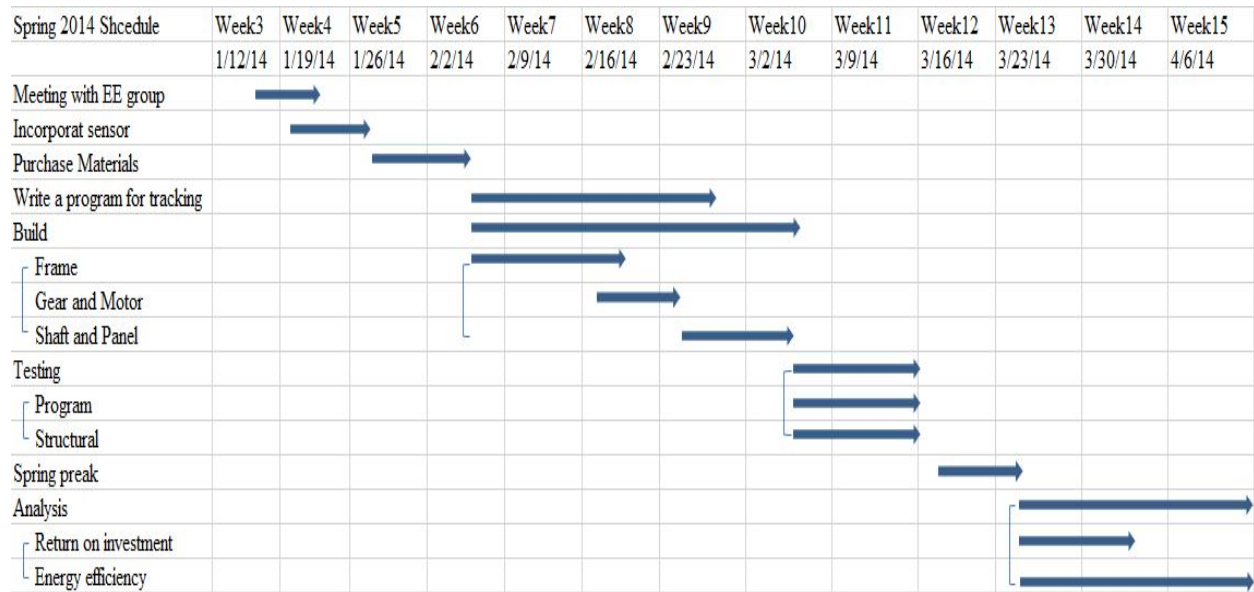 Spring 2014 Shcedule Week3 Week4 Week5 Week6 Week7 Week8 Week9 Week10 Week11 Week12 Week13 Week14 Week15
1/12/14 1/19/14 1/26/14 2/2/14 2/9/14 2/16/14 2/23/14 3/2/14 3/9/14 3/16/14 3/23/14 3/30/14 4/6/14
Meeting with EE group
Incorporat sensor
Purchase Materials
Write a program for tracking
Build
Frame
Gear and Motor
Shaft and Panel
Testing
Program
Structural
Spring preak
Analysis
Return on investment
Energy efficiency